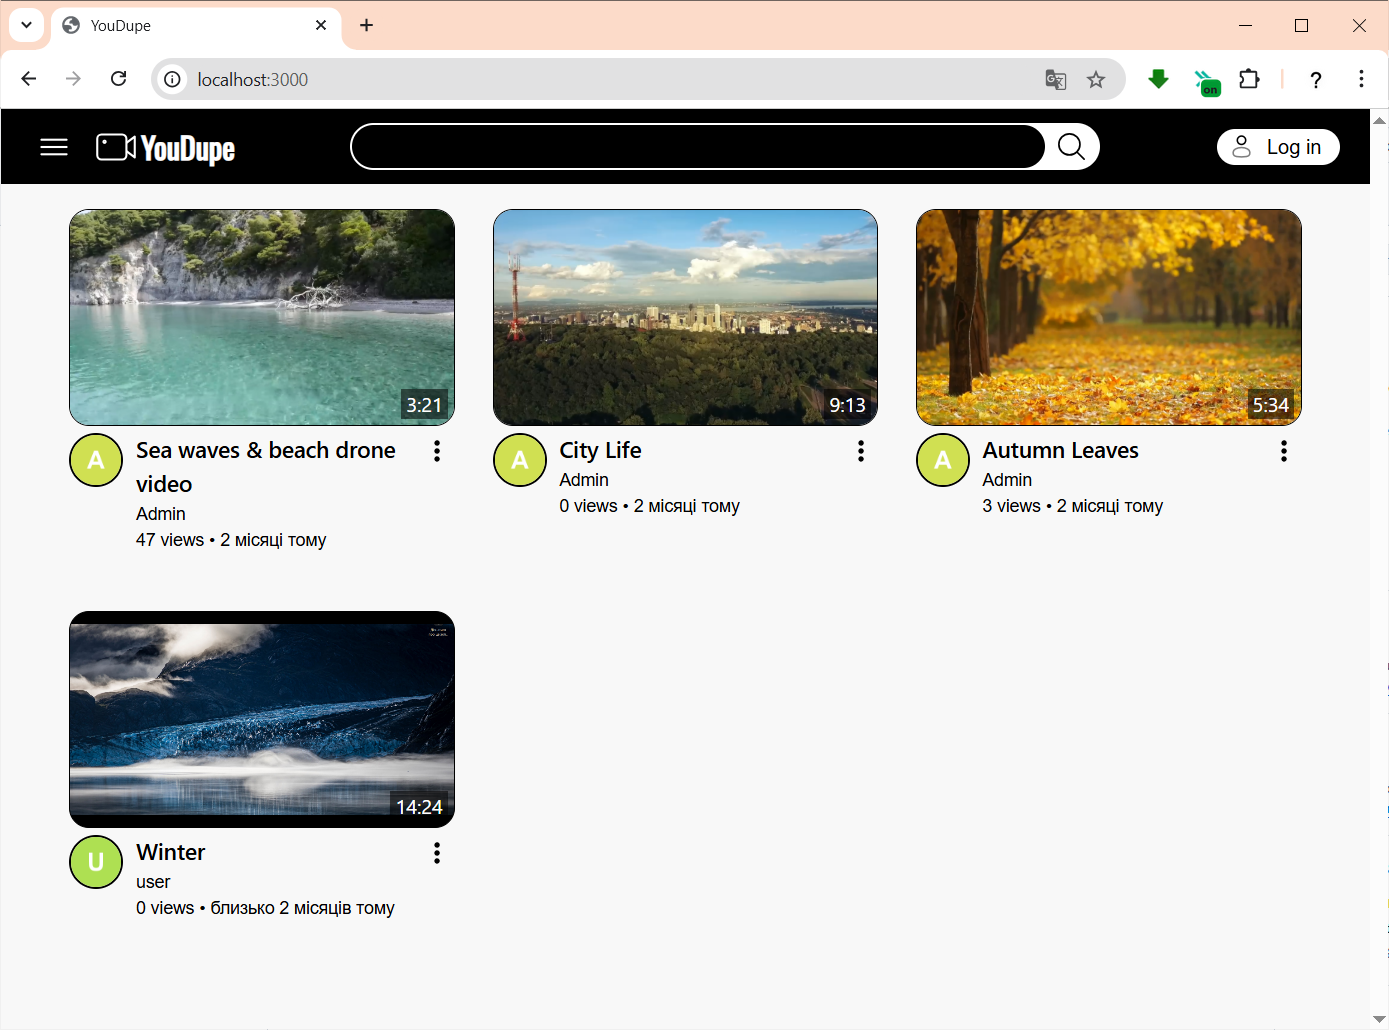 YouDupe
localhost:3000
YouDupe
Log in
3:21
9:13
5:34
A
Sea waves & beach drone
video
Admin
47 views • 2 місяці тому
A
City Life
Admin
0 views • 2 місяці тому
A
Autumn Leaves
Admin
3 views • 2 місяці тому
14:24
U
Winter
user
0 views • близько 2 місяців тому